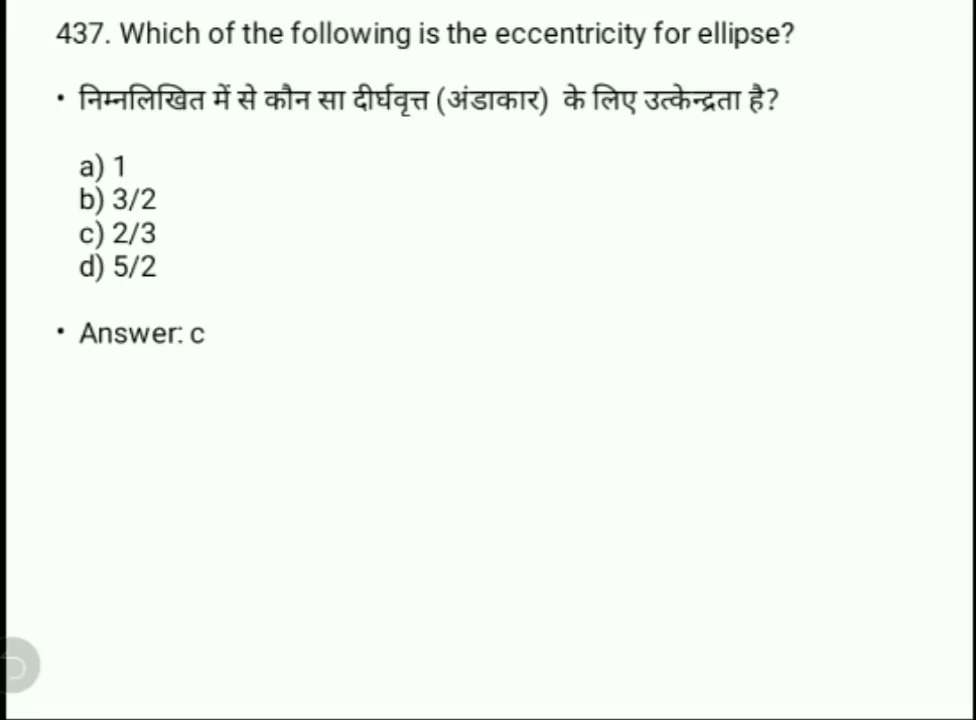 437. Which of the following is the eccentricity for ellipse?
• निम्नलिखित में से कौन सा दीर्घवृत्त (अंडाकार) के लिए उत्केन्द्रता है?
a) 1
b) 3/2
c) 2/3
d) 5/2
• Answer: c